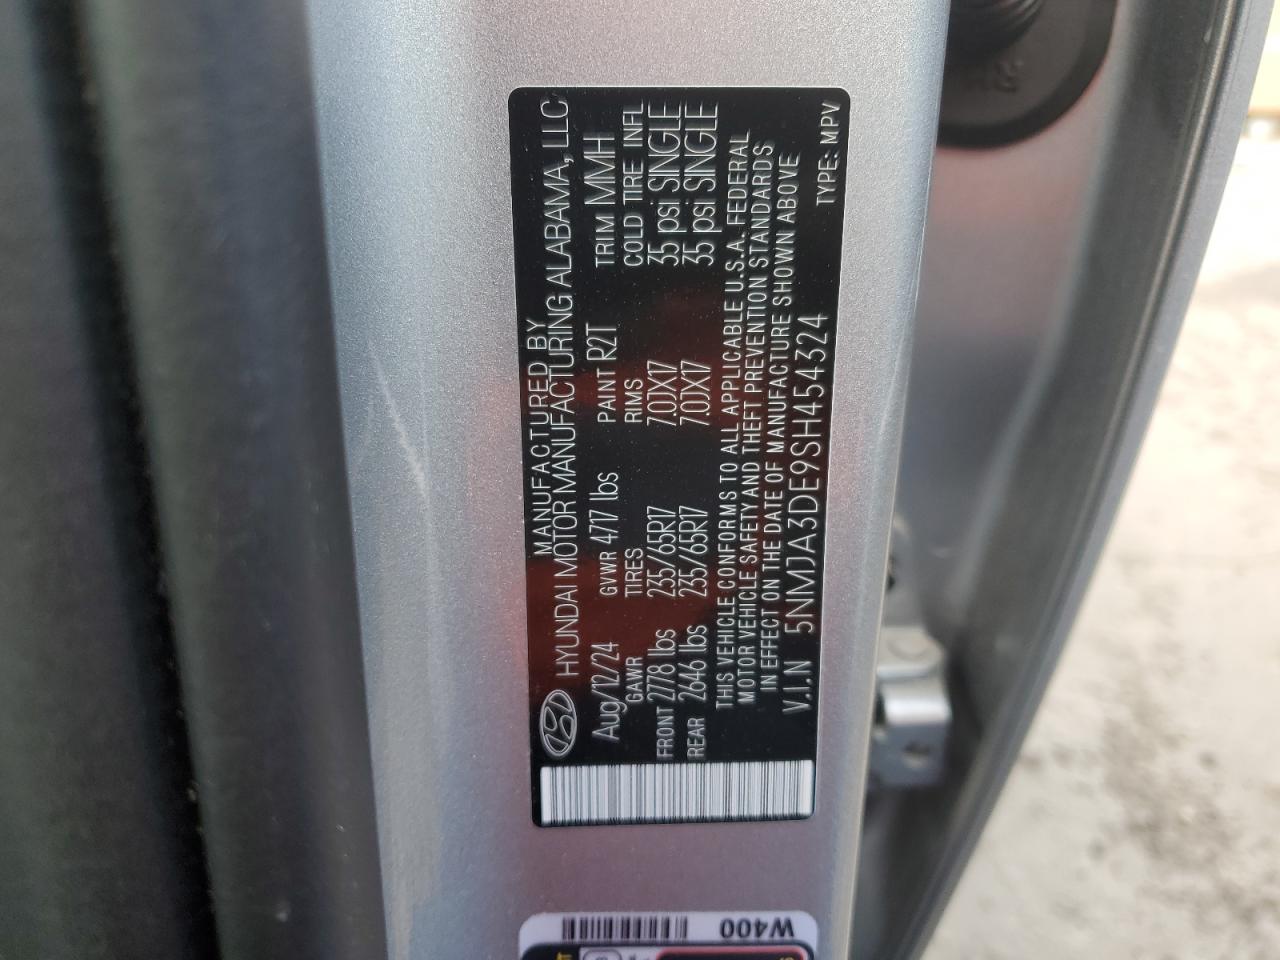 MANUFACTURED BY
HYUNDAI MOTOR MANUFACTURING ALABAMA, LLC
Aug/12/24 GVWR 4717 lbs PAINT R2T TRIM MMH
GAWR TIRES RIMS COLD TIRE INFL
FRONT 2778 lbs 235/65R17 7.0JX17 35 psi SINGLE
REAR 2646 lbs 235/65R17 7.0JX17 35 psi SINGLE
THIS VEHICLE CONFORMS TO ALL APPLICABLE U.S.A. FEDERAL
MOTOR VEHICLE SAFETY AND THEFT PREVENTION STANDARDS
IN EFFECT ON THE DATE OF MANUFACTURE SHOWN ABOVE
V.I.N 5NMJA3DE9SH454324
TYPE: MPV
W400